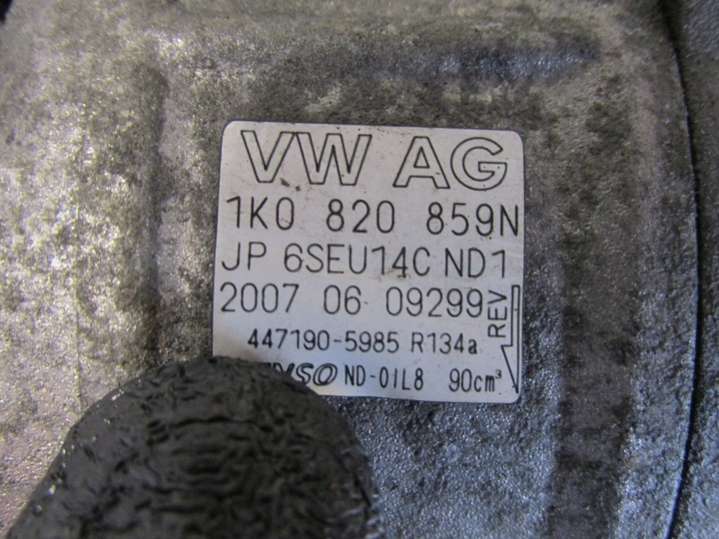 VW AG
1K0 820 859N
JP 6SEU14C ND1
2007 06 09299
REV
447190-5985 R134a
ND-OIL8 90cm³